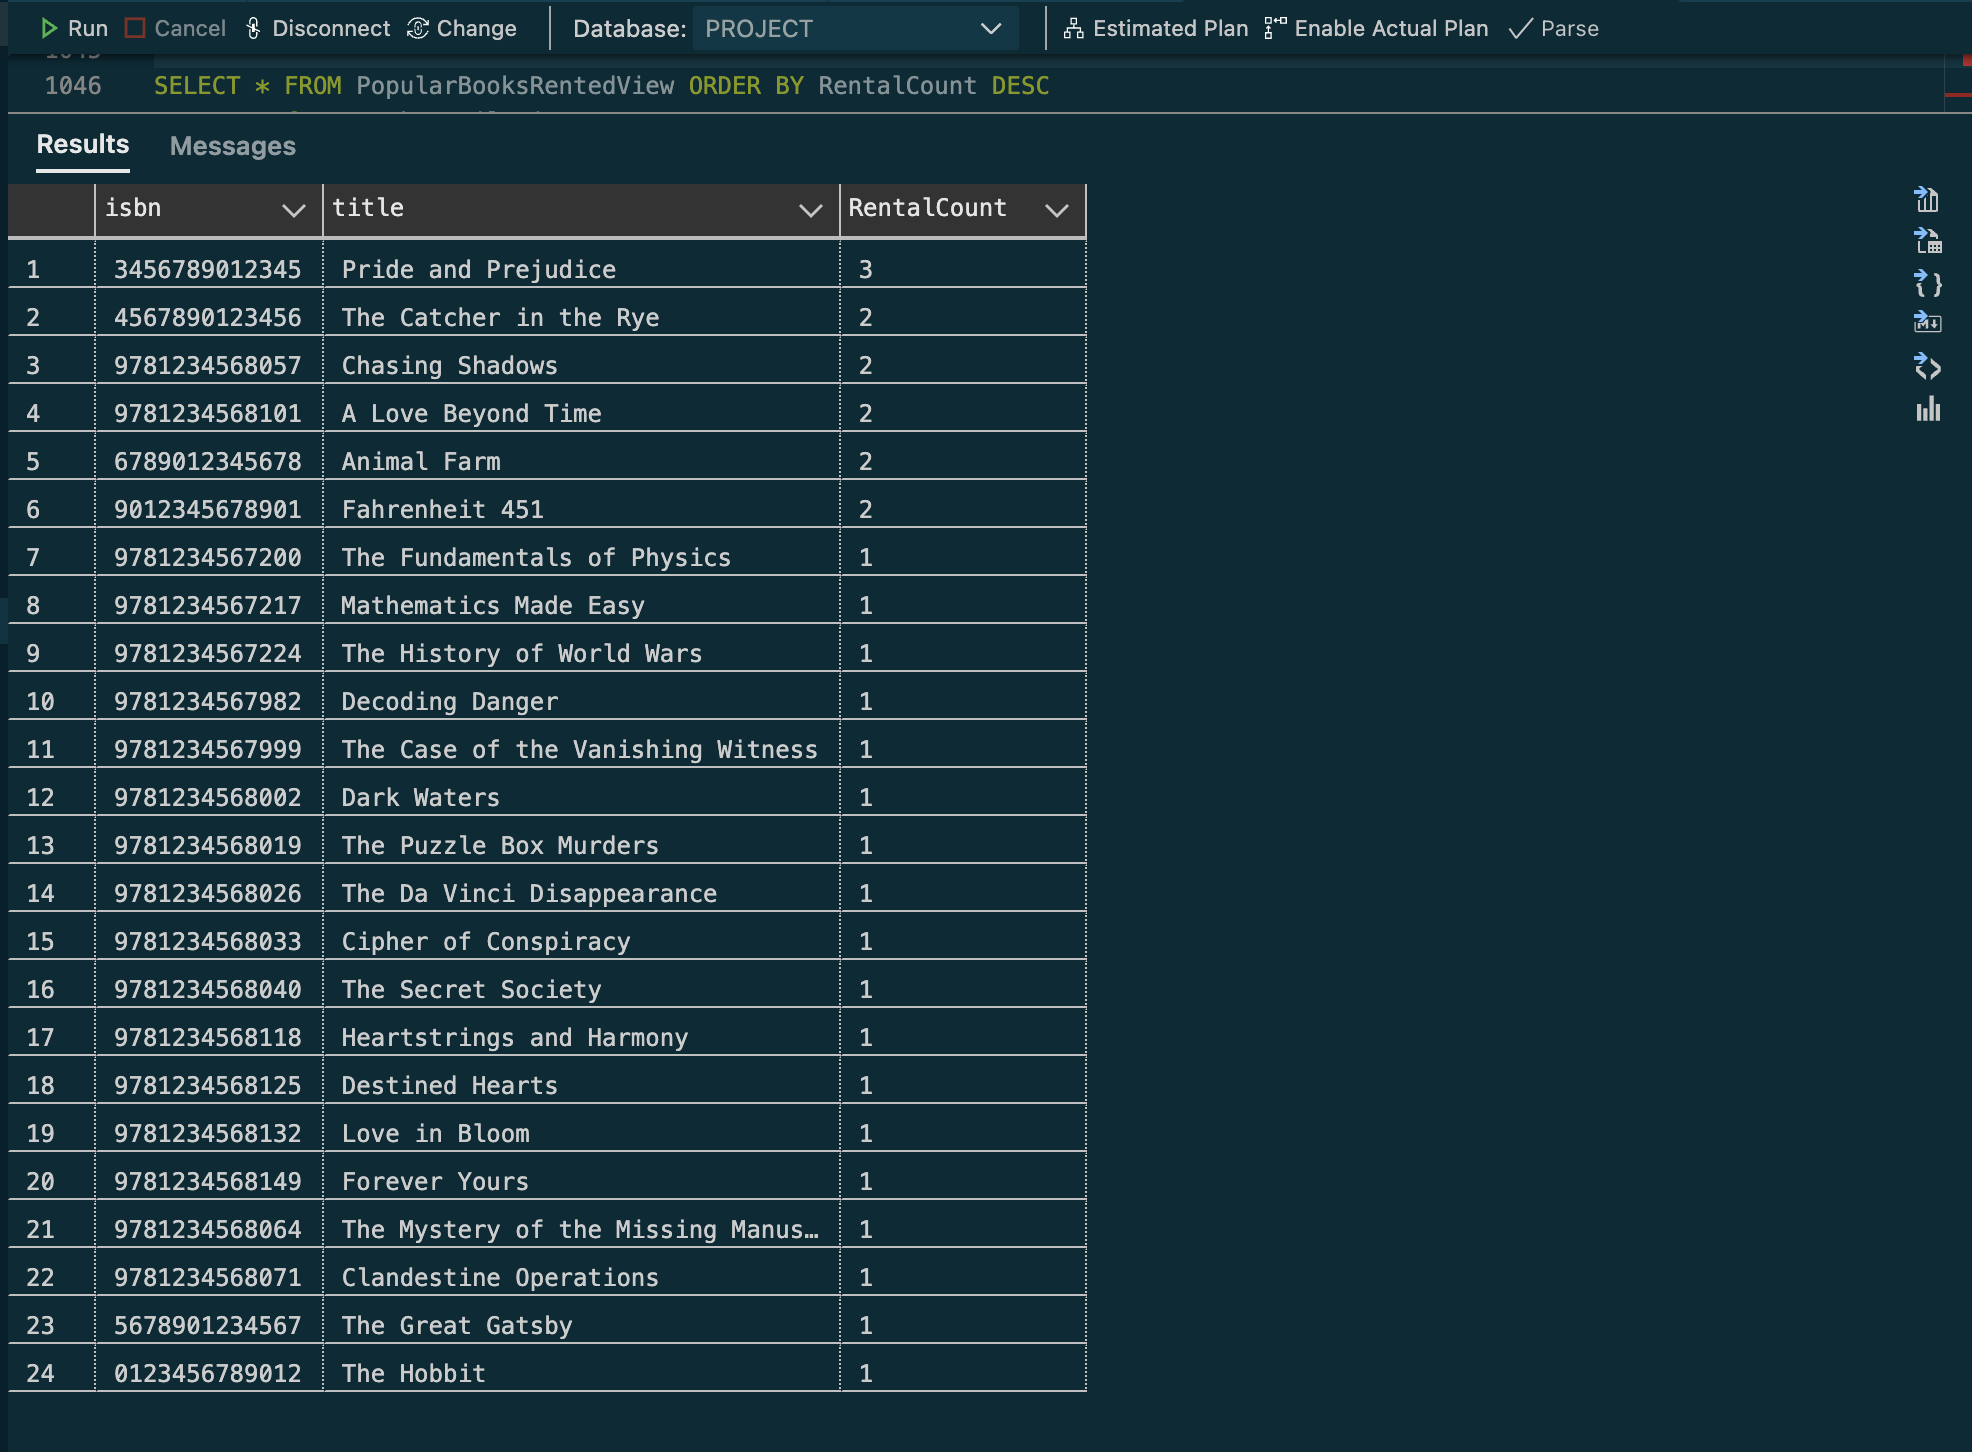 Run Cancel Disconnect Change Database: PROJECT Estimated Plan Enable Actual Plan Parse
1046 SELECT * FROM PopularBooksRentedView ORDER BY RentalCount DESC
Results Messages
isbn title RentalCount
1 3456789012345 Pride and Prejudice 3
2 4567890123456 The Catcher in the Rye 2
3 9781234568057 Chasing Shadows 2
4 9781234568101 A Love Beyond Time 2
5 6789012345678 Animal Farm 2
6 9012345678901 Fahrenheit 451 2
7 9781234567200 The Fundamentals of Physics 1
8 9781234567217 Mathematics Made Easy 1
9 9781234567224 The History of World Wars 1
10 9781234567982 Decoding Danger 1
11 9781234567999 The Case of the Vanishing Witness 1
12 9781234568002 Dark Waters 1
13 9781234568019 The Puzzle Box Murders 1
14 9781234568026 The Da Vinci Disappearance 1
15 9781234568033 Cipher of Conspiracy 1
16 9781234568040 The Secret Society 1
17 9781234568118 Heartstrings and Harmony 1
18 9781234568125 Destined Hearts 1
19 9781234568132 Love in Bloom 1
20 9781234568149 Forever Yours 1
21 9781234568064 The Mystery of the Missing Manus… 1
22 9781234568071 Clandestine Operations 1
23 5678901234567 The Great Gatsby 1
24 0123456789012 The Hobbit 1